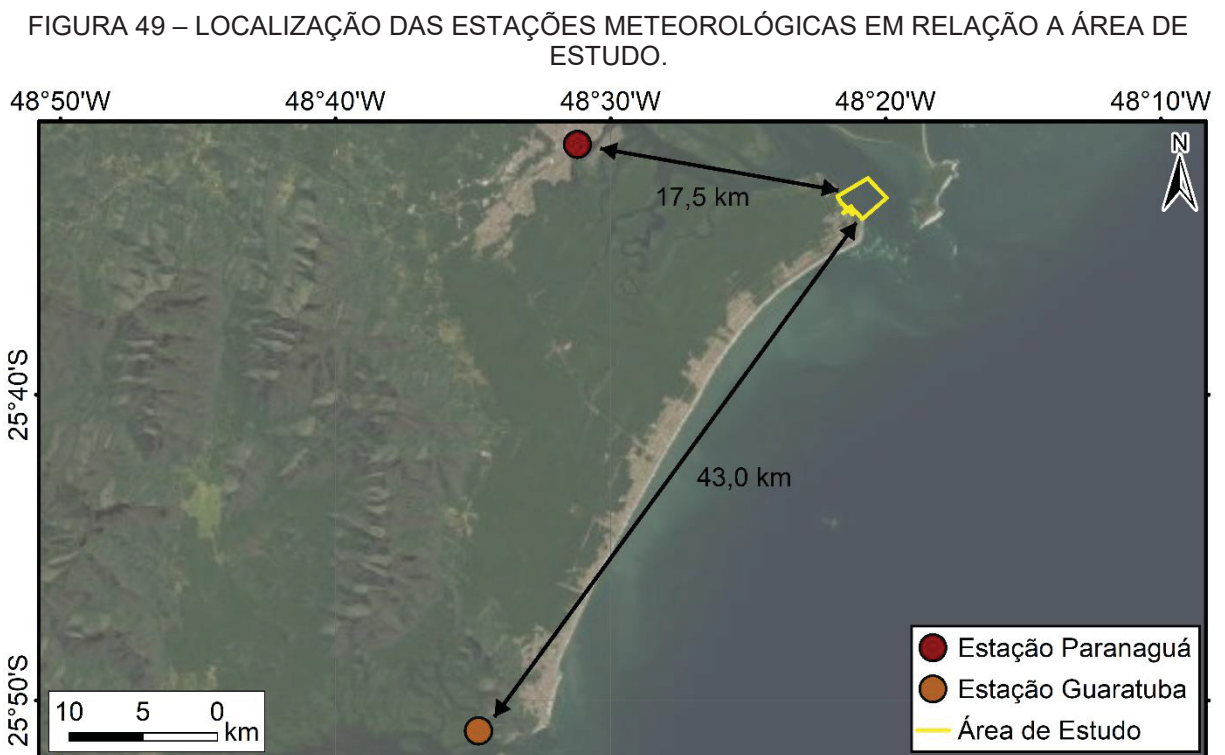 FIGURA 49 – LOCALIZAÇÃO DAS ESTAÇÕES METEOROLÓGICAS EM RELAÇÃO A ÁREA DE
ESTUDO.
48°50'W 48°40'W 48°30'W 48°20'W 48°10'W
N
17,5 km
25°40'S
43,0 km
25°50'S
10 5 0
km
Estação Paranaguá
Estação Guaratuba
Área de Estudo